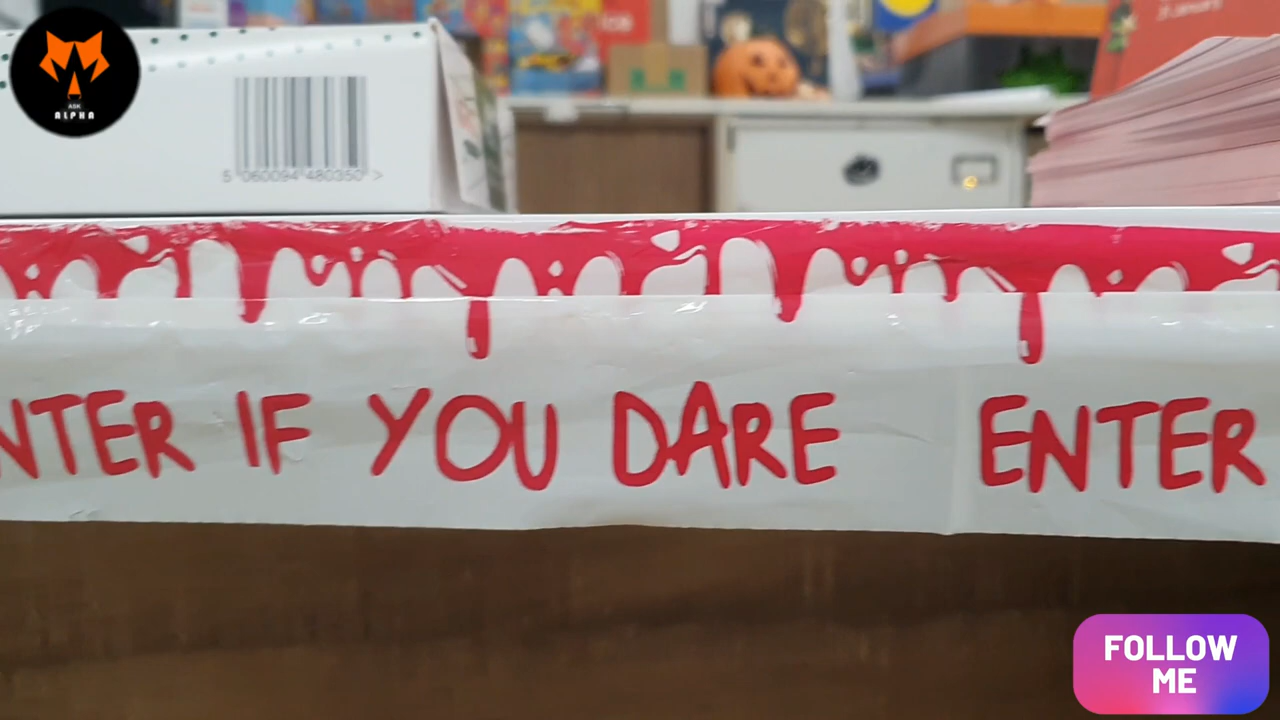 ASK
ALPHA
5 060094 480350 >
NTER IF YOU DARE ENTER
FOLLOW
ME